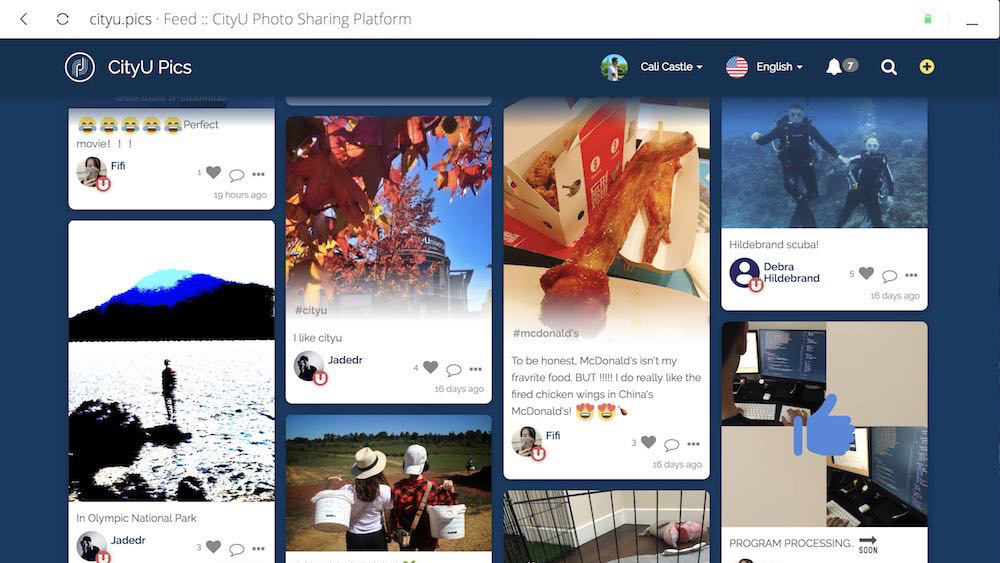 cityu.pics · Feed :: CityU Photo Sharing Platform
CityU Pics
Cali Castle
English
7
😂😂😂😂😂Perfect
movie! ! !
Fifi
1
19 hours ago
In Olympic National Park
Jadedr
3
#cityu
I like cityu
Jadedr
4
16 days ago
#mcdonald's
To be honest, McDonald's isn't my
fravrite food. BUT !!!!! I do really like the
fired chicken wings in China's
McDonald's! 😍😍🍗
Fifi
3
16 days ago
Hildebrand scuba!
Debra
Hildebrand
5
16 days ago
PROGRAM PROCESSING..
SOON